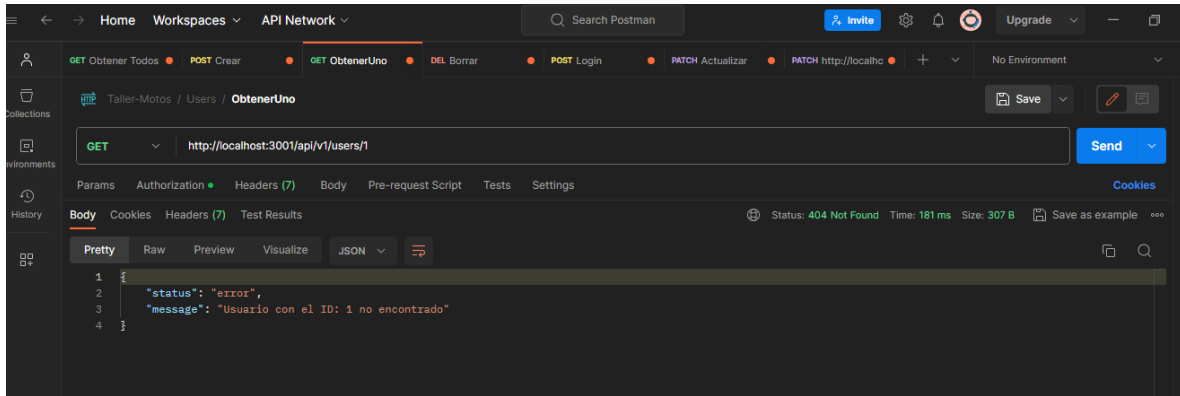 Home Workspaces API Network Search Postman Invite Upgrade
GET Obtener Todos POST Crear GET ObtenerUno DEL Borrar POST Login PATCH Actualizar PATCH http://localho No Environment
HTTP Taller-Motos / Users / ObtenerUno Save
Collections
GET http://localhost:3001/api/v1/users/1 Send
nvironments
Params Authorization Headers (7) Body Pre-request Script Tests Settings Cookies
History
Body Cookies Headers (7) Test Results Status: 404 Not Found Time: 181 ms Size: 307 B Save as example
Pretty Raw Preview Visualize JSON
1 {
2 "status": "error",
3 "message": "Usuario con el ID: 1 no encontrado"
4 }